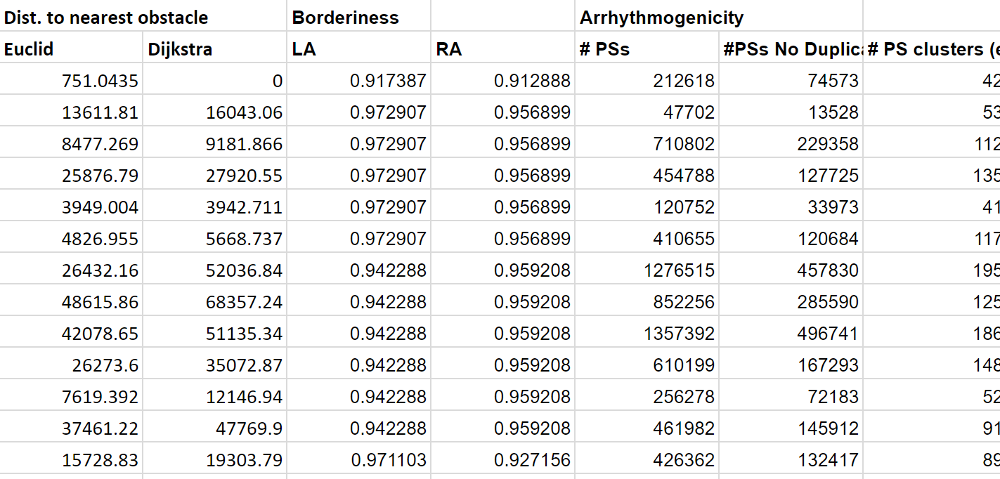 Dist. to nearest obstacle Borderiness Arrhythmogenicity
Euclid Dijkstra LA RA # PSs #PSs No Duplica # PS clusters (e
751.0435 0 0.917387 0.912888 212618 74573 42
13611.81 16043.06 0.972907 0.956899 47702 13528 53
8477.269 9181.866 0.972907 0.956899 710802 229358 112
25876.79 27920.55 0.972907 0.956899 454788 127725 135
3949.004 3942.711 0.972907 0.956899 120752 33973 41
4826.955 5668.737 0.972907 0.956899 410655 120684 117
26432.16 52036.84 0.942288 0.959208 1276515 457830 195
48615.86 68357.24 0.942288 0.959208 852256 285590 125
42078.65 51135.34 0.942288 0.959208 1357392 496741 186
26273.6 35072.87 0.942288 0.959208 610199 167293 148
7619.392 12146.94 0.942288 0.959208 256278 72183 52
37461.22 47769.9 0.942288 0.959208 461982 145912 91
15728.83 19303.79 0.971103 0.927156 426362 132417 89